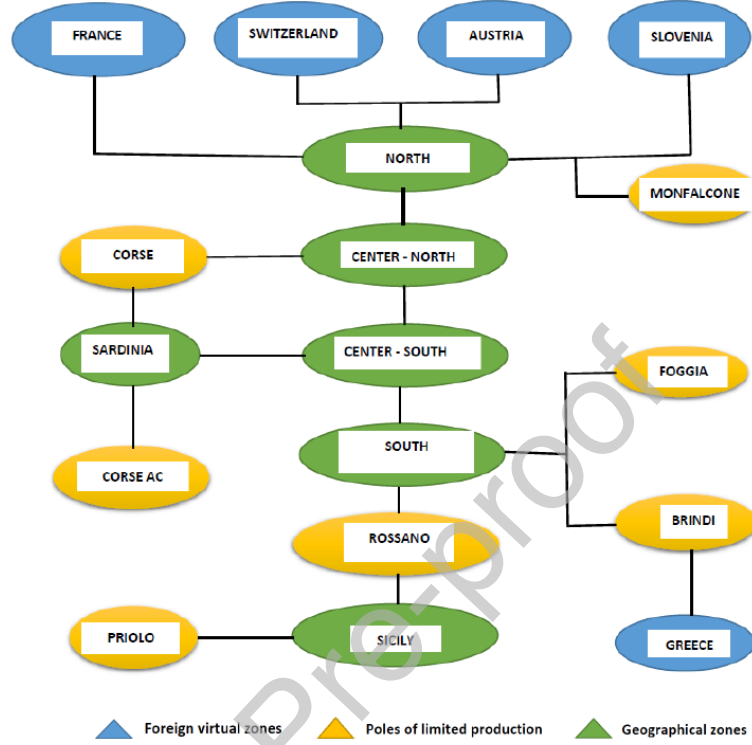 FRANCE
SWITZERLAND
AUSTRIA
SLOVENIA
NORTH
MONFALCONE
CORSE
CENTER - NORTH
SARDINIA
CENTER - SOUTH
FOGGIA
SOUTH
CORSE AC
BRINDI
ROSSANO
PRIOLO
SICILY
GREECE
Pre-proof
Foreign virtual zones
Poles of limited production
Geographical zones